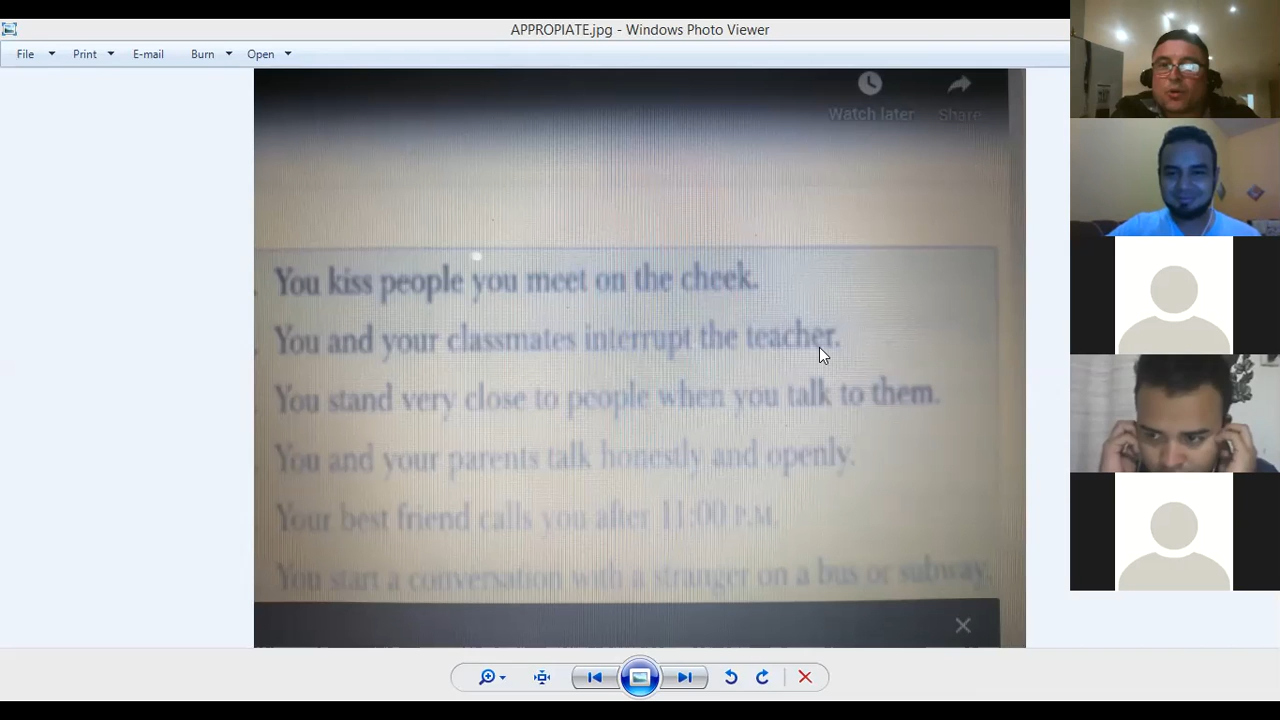 APPROPIATE.jpg - Windows Photo Viewer
File Print E-mail Burn Open
Watch later Share
You kiss people you meet on the cheek.
You and your classmates interrupt the teacher.
You stand very close to people when you talk to them.
You and your parents talk honestly and openly.
Your best friend calls you after 11:00 P.M.
You start a conversation with a stranger on a bus or subway.